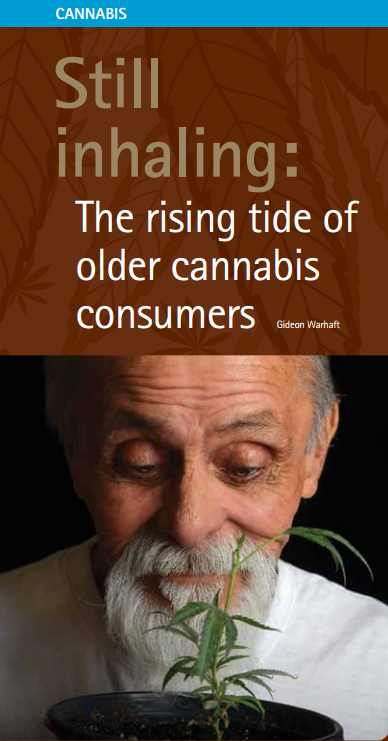 CANNABIS
Still
inhaling:
The rising tide of
older cannabis
consumers Gideon Warhaft